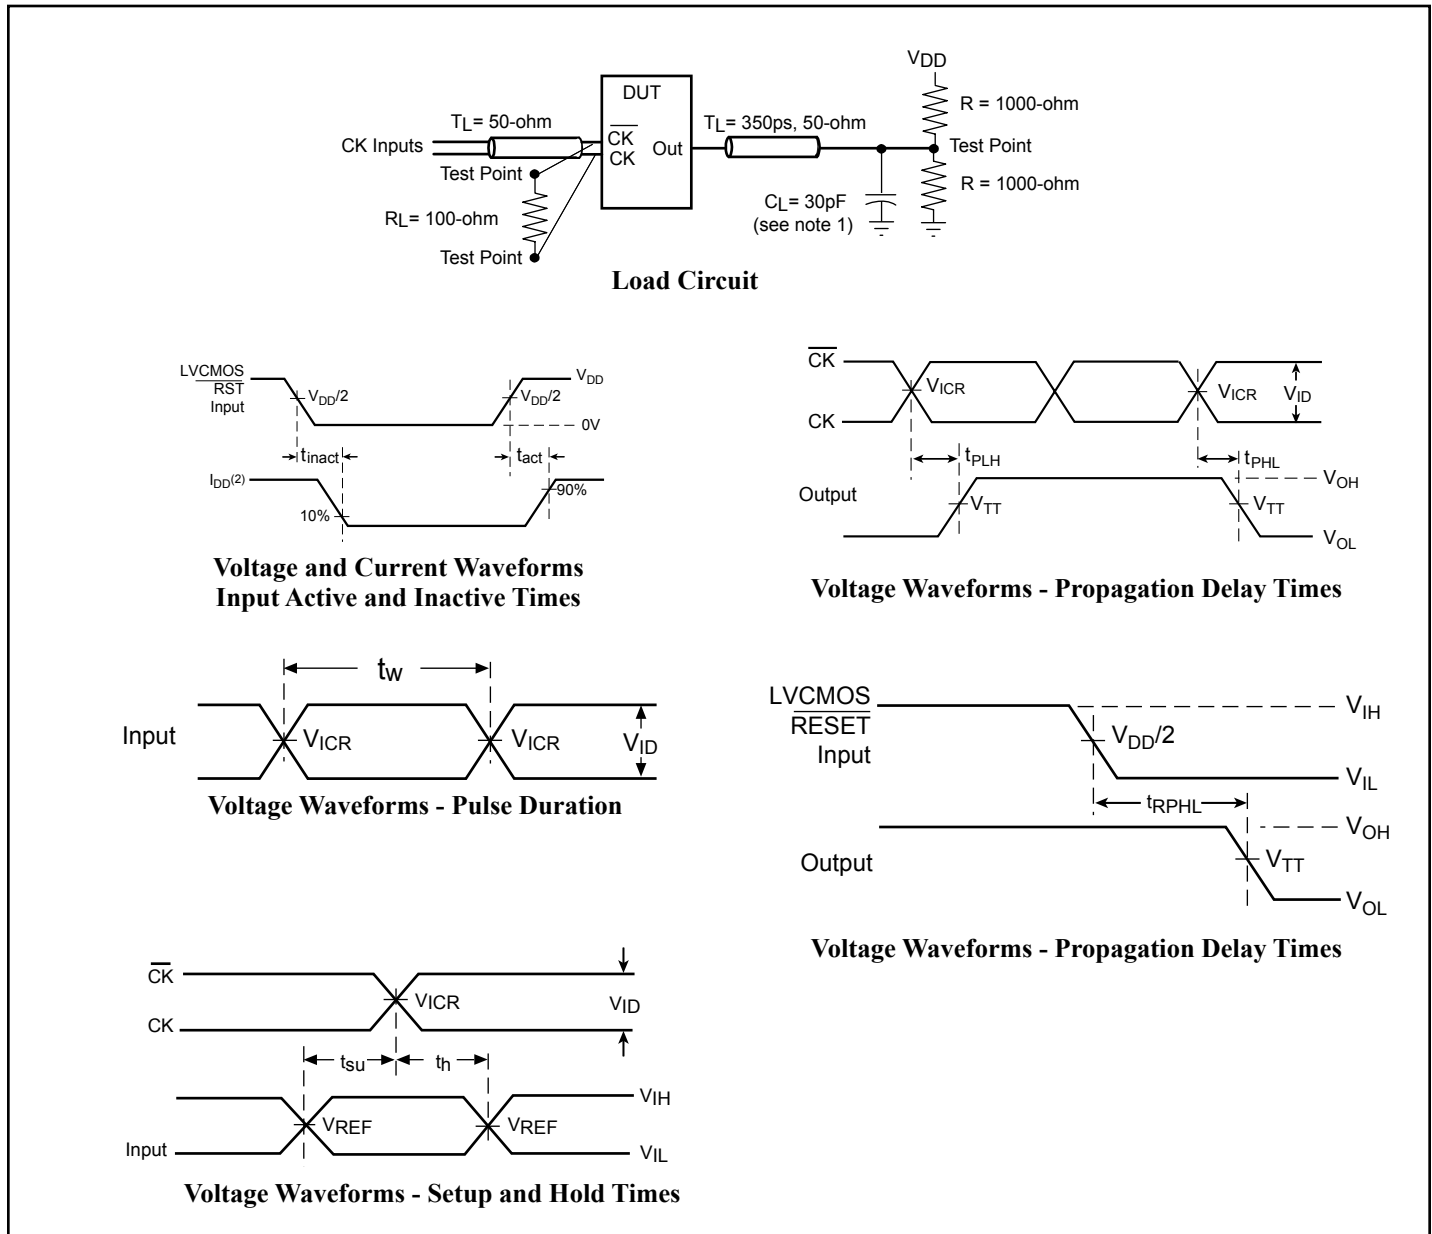 VDD
DUT
R = 1000-ohm
TL= 50-ohm
TL= 350ps, 50-ohm
CK Inputs
CK
CK
Out
Test Point
Test Point
R = 1000-ohm
RL= 100-ohm
CL= 30pF
(see note 1)
Test Point
Load Circuit
LVCMOS
RST
Input
VDD/2
VDD/2
VDD
0V
tinact
tact
IDD(2)
10%
90%
Voltage and Current Waveforms
Input Active and Inactive Times
CK
VICR
VICR
VID
CK
tPLH
tPHL
Output
VTT
VTT
VOH
VOL
Voltage Waveforms - Propagation Delay Times
tw
Input
VICR
VICR
VID
Voltage Waveforms - Pulse Duration
LVCMOS
RESET
Input
VIH
VDD/2
VIL
tRPHL
VOH
Output
VTT
VOL
Voltage Waveforms - Propagation Delay Times
CK
VICR
VID
CK
tsu
th
VIH
VREF
VREF
Input
VIL
Voltage Waveforms - Setup and Hold Times